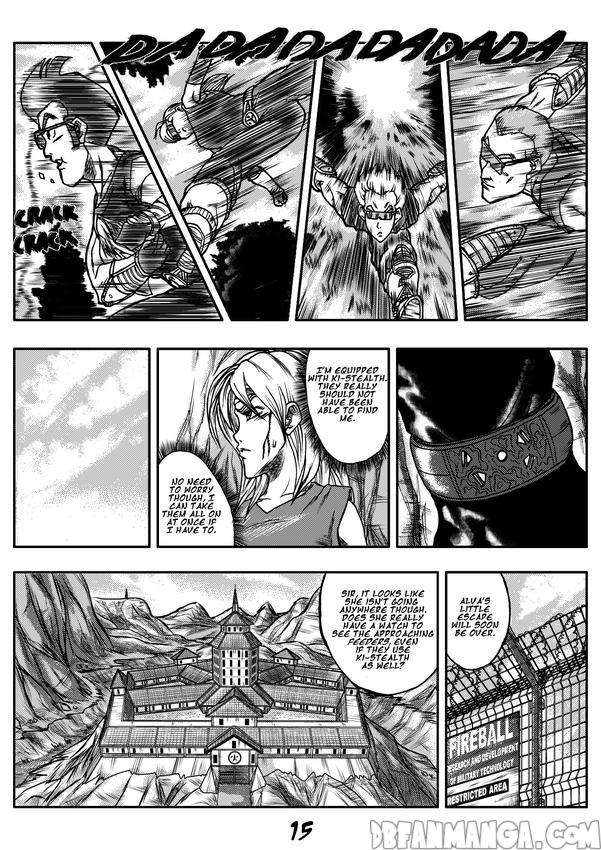 DADADADADADA
CRACK
CRACK
I'M EQUIPPED
WITH KI-STEALTH.
THEY REALLY
SHOULD NOT
HAVE BEEN
ABLE TO FIND
ME.
NO NEED
TO WORRY
THOUGH, I
CAN TAKE
THEM ALL ON
AT ONCE IF
I HAVE TO.
ALVA'S
LITTLE
ESCAPE
WILL SOON
BE OVER.
FIREBALL
RESEARCH AND DEVELOPMENT
OF MILITARY TECHNOLOGY
RESTRICTED AREA
SIR, IT LOOKS LIKE
SHE ISN'T GOING
ANYWHERE THOUGH.
DOES SHE REALLY
HAVE A WATCH TO
SEE THE APPROACHING
FEEDERS, EVEN
IF THEY USE
KI-STEALTH
AS WELL?
火
15
DBFANMANGA.COM